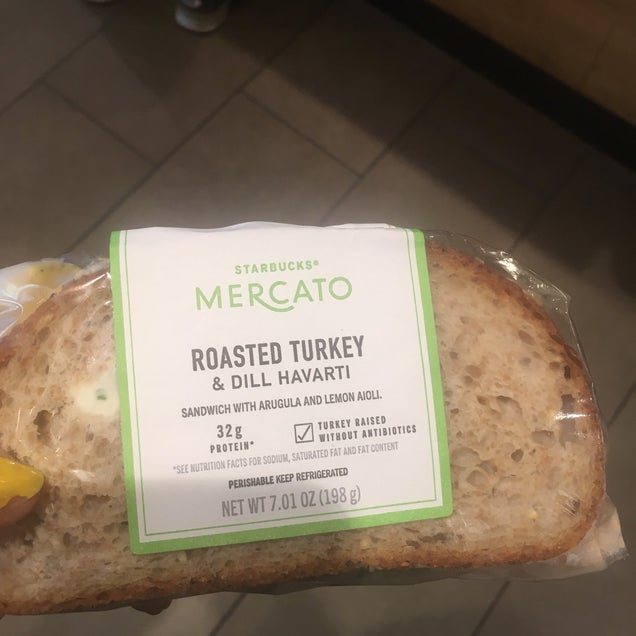 STARBUCKS®
MERCATO
ROASTED TURKEY
& DILL HAVARTI
SANDWICH WITH ARUGULA AND LEMON AIOLI.
32g
PROTEIN*
TURKEY RAISED
WITHOUT ANTIBIOTICS
*SEE NUTRITION FACTS FOR SODIUM, SATURATED FAT AND FAT CONTENT
PERISHABLE KEEP REFRIGERATED
NET WT 7.01 OZ (198 g)